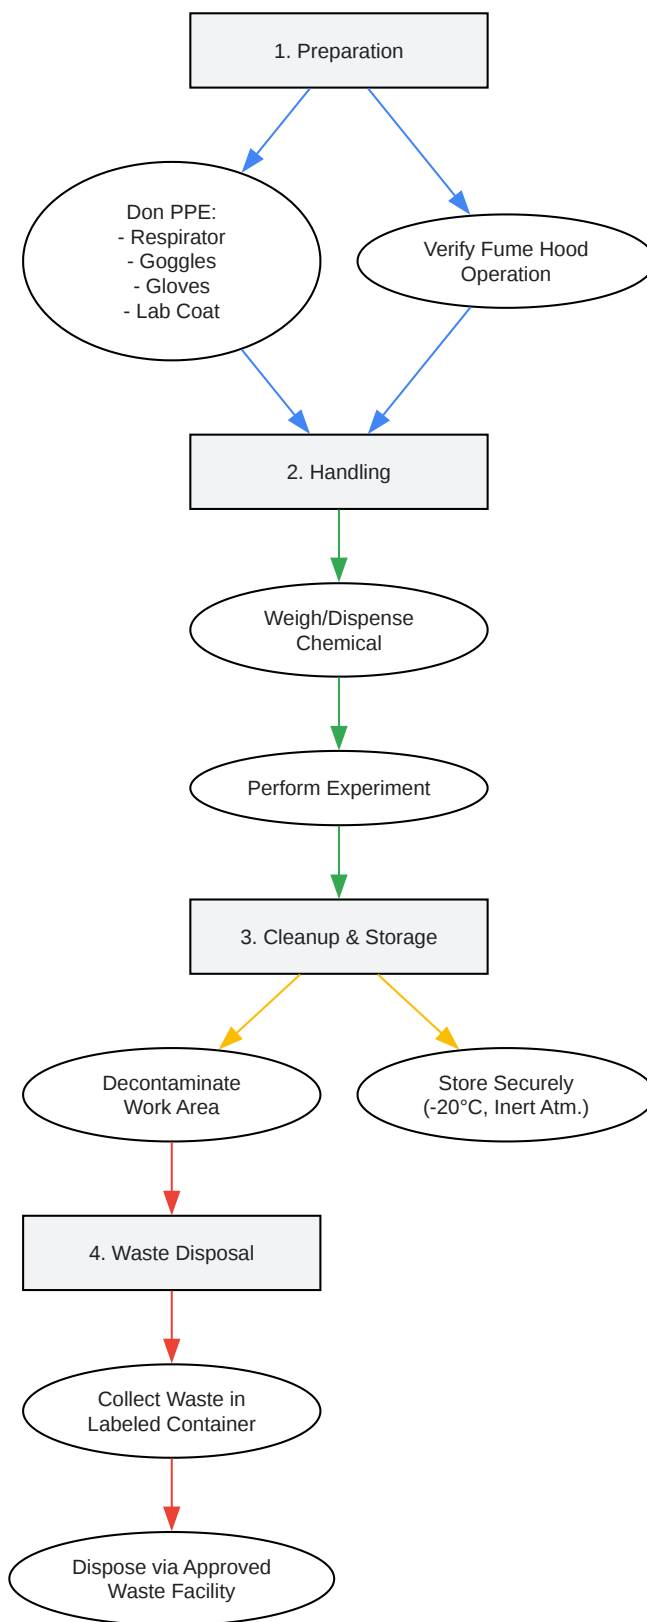 1. Preparation
Don PPE:
- Respirator
- Goggles
- Gloves
- Lab Coat
Verify Fume Hood
Operation
2. Handling
Weigh/Dispense
Chemical
Perform Experiment
3. Cleanup & Storage
Decontaminate
Work Area
Store Securely
(-20°C, Inert Atm.)
4. Waste Disposal
Collect Waste in
Labeled Container
Dispose via Approved
Waste Facility